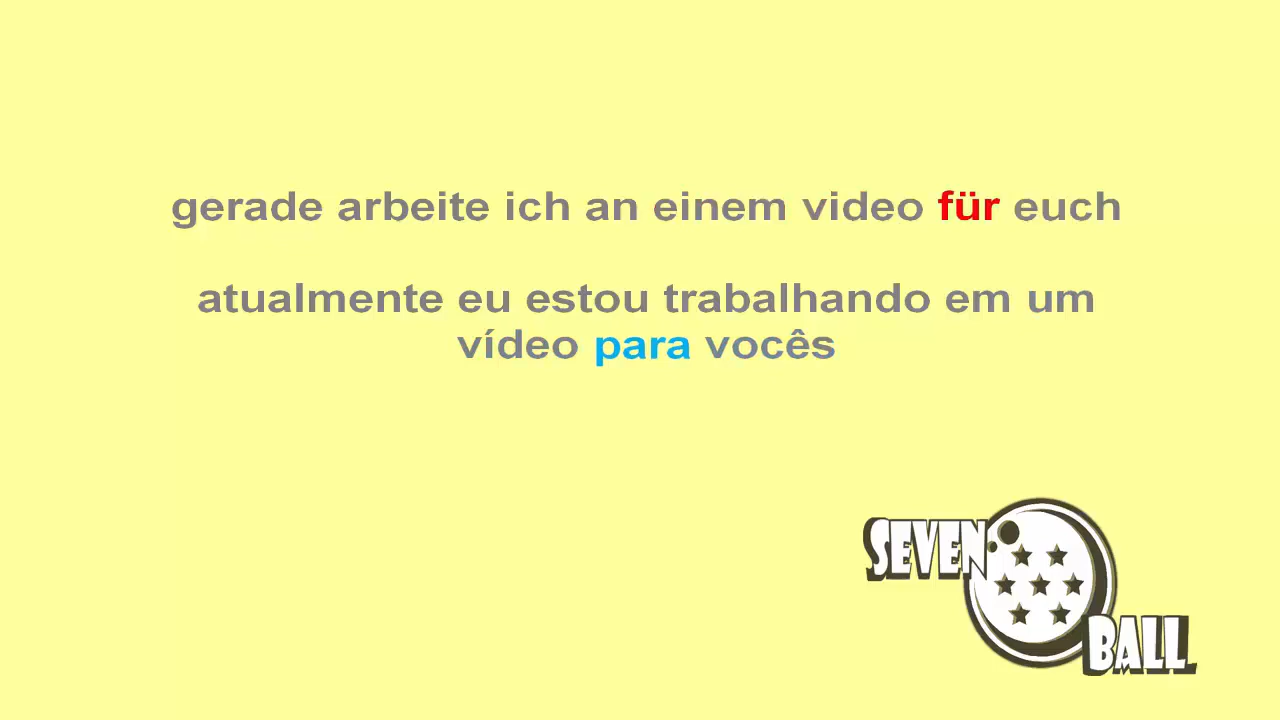 gerade arbeite ich an einem video für euch
atualmente eu estou trabalhando em um
vídeo para vocês
SEVEN
BALL